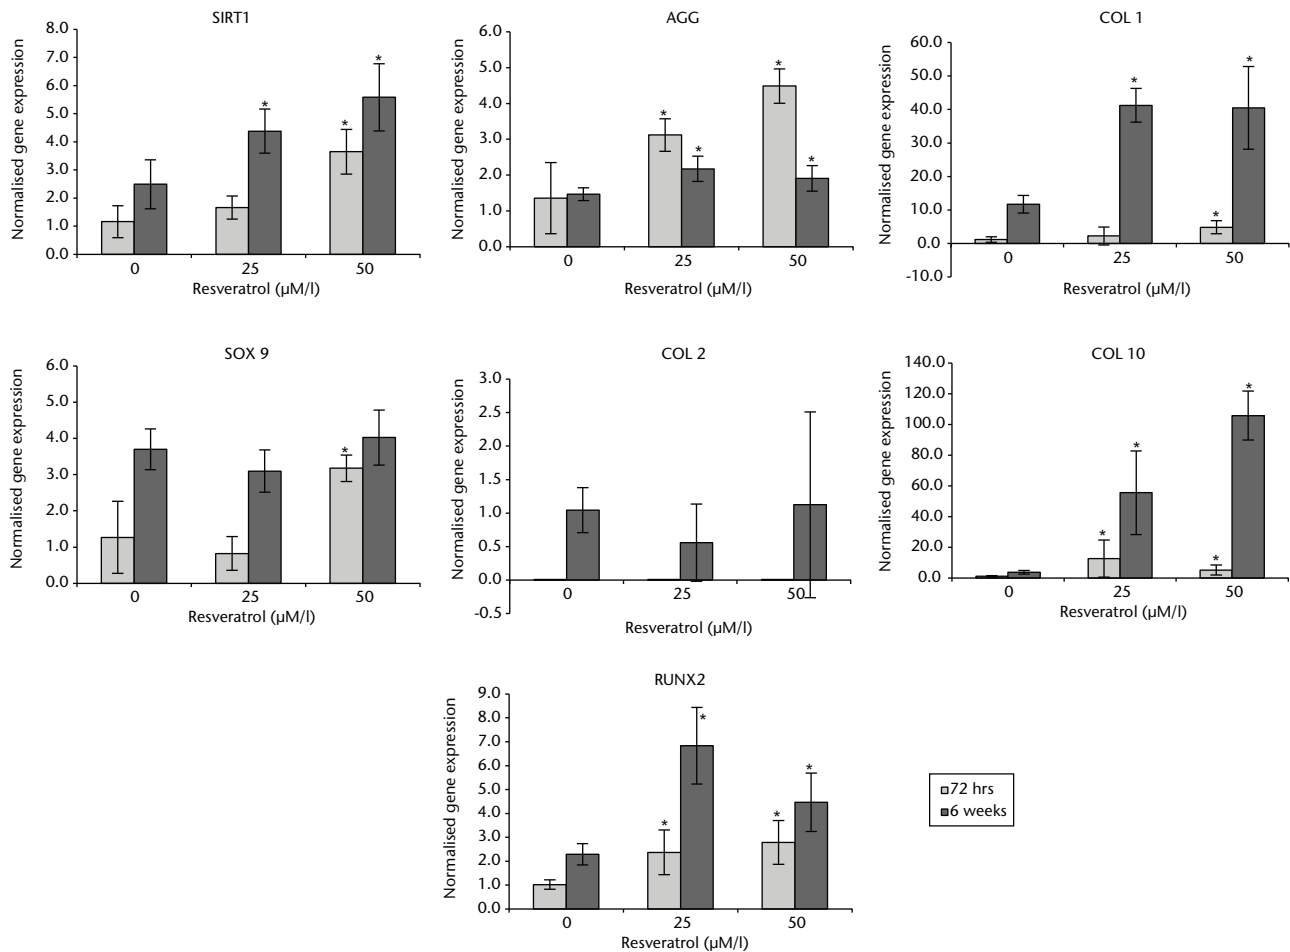 SIRT1
Normalised gene expression
8.0
7.0
6.0
5.0
4.0
3.0
2.0
1.0
0.0
* * *
0 25 50
Resveratrol (µM/l)
AGG
Normalised gene expression
6.0
5.0
4.0
3.0
2.0
1.0
0.0
* * * *
0 25 50
Resveratrol (µM/l)
COL 1
Normalised gene expression
60.0
50.0
40.0
30.0
20.0
10.0
0.0
-10.0
* * *
0 25 50
Resveratrol (µM/l)
SOX 9
Normalised gene expression
6.0
5.0
4.0
3.0
2.0
1.0
0.0
*
0 25 50
Resveratrol (µM/l)
COL 2
Normalised gene expression
3.0
2.5
2.0
1.5
1.0
0.5
0.0
-0.5
0 25 50
Resveratrol (µM/l)
COL 10
Normalised gene expression
140.0
120.0
100.0
80.0
60.0
40.0
20.0
0.0
* * * *
0 25 50
Resveratrol (µM/l)
RUNX2
Normalised gene expression
9.0
8.0
7.0
6.0
5.0
4.0
3.0
2.0
1.0
0.0
* * * *
0 25 50
Resveratrol (µM/l)
72 hrs
6 weeks